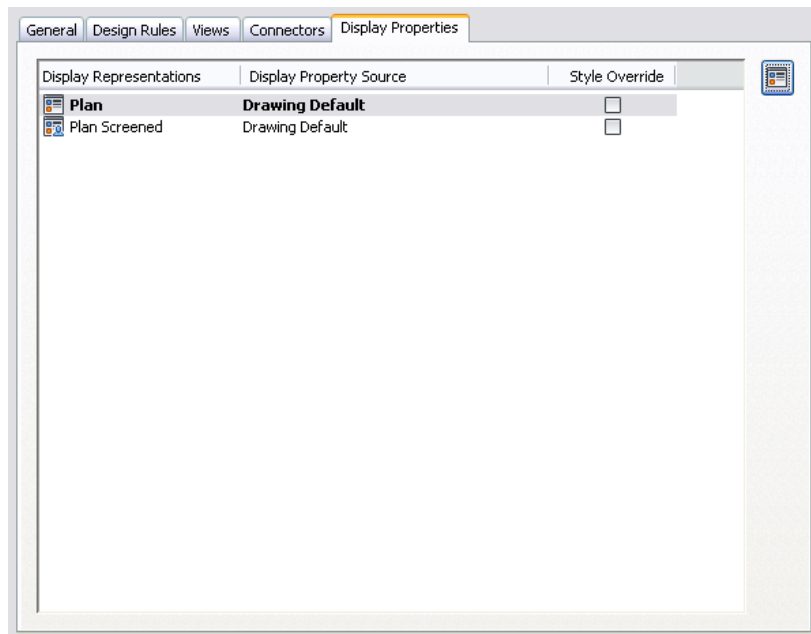 General Design Rules Views Connectors Display Properties
Display Representations Display Property Source Style Override
Plan Drawing Default
Plan Screened Drawing Default